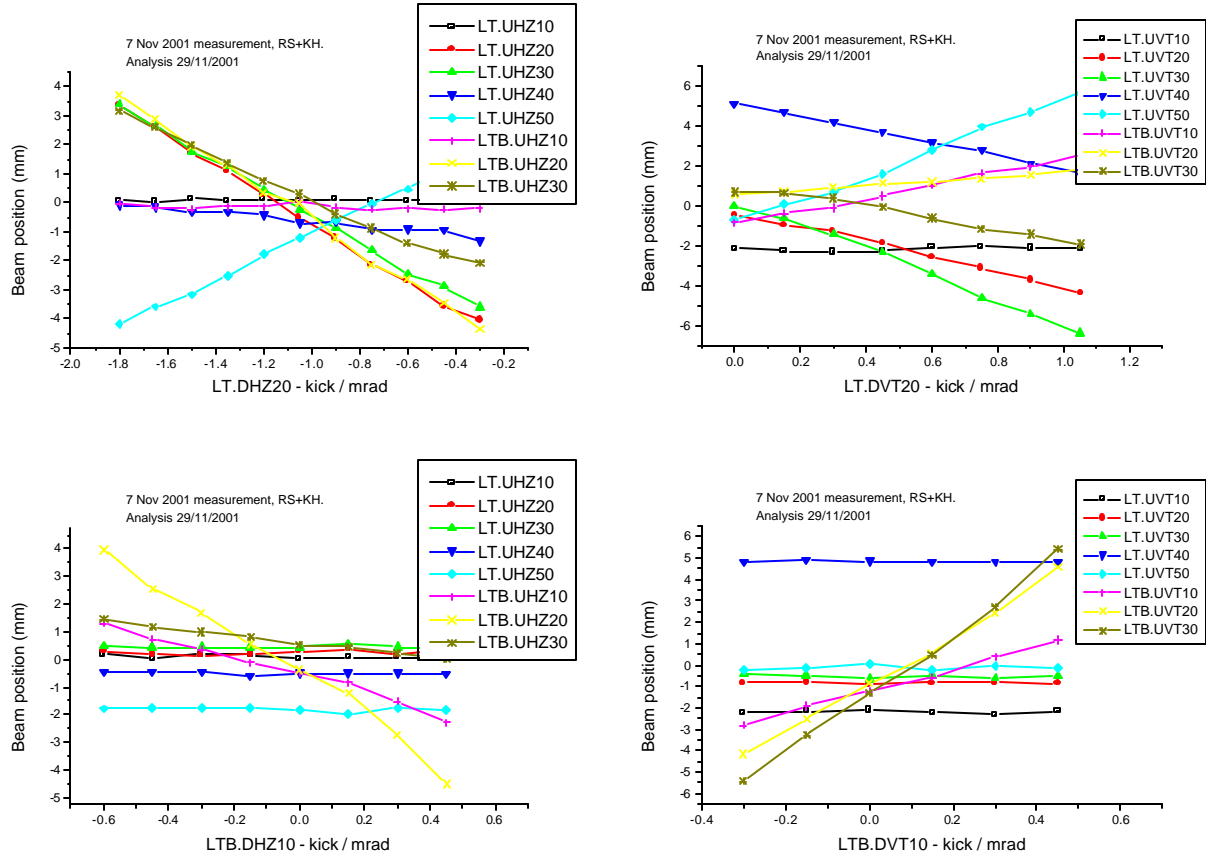 7 Nov 2001 measurement, RS+KH.
Analysis 29/11/2001
LT.UHZ10
LT.UHZ20
LT.UHZ30
LT.UHZ40
LT.UHZ50
LTB.UHZ10
LTB.UHZ20
LTB.UHZ30
Beam position (mm)
4
3
2
1
0
-1
-2
-3
-4
-5
-2.0 -1.8 -1.6 -1.4 -1.2 -1.0 -0.8 -0.6 -0.4 -0.2
LT.DHZ20 - kick / mrad
7 Nov 2001 measurement, RS+KH.
Analysis 29/11/2001
LT.UVT10
LT.UVT20
LT.UVT30
LT.UVT40
LT.UVT50
LTB.UVT10
LTB.UVT20
LTB.UVT30
Beam position (mm)
6
4
2
0
-2
-4
-6
0.0 0.2 0.4 0.6 0.8 1.0 1.2
LT.DVT20 - kick / mrad
7 Nov 2001 measurement, RS+KH.
Analysis 29/11/2001
LT.UHZ10
LT.UHZ20
LT.UHZ30
LT.UHZ40
LT.UHZ50
LTB.UHZ10
LTB.UHZ20
LTB.UHZ30
Beam position (mm)
4
3
2
1
0
-1
-2
-3
-4
-5
-0.6 -0.4 -0.2 0.0 0.2 0.4 0.6
LTB.DHZ10 - kick / mrad
7 Nov 2001 measurement, RS+KH.
Analysis 29/11/2001
LT.UVT10
LT.UVT20
LT.UVT30
LT.UVT40
LT.UVT50
LTB.UVT10
LTB.UVT20
LTB.UVT30
Beam position (mm)
6
5
4
3
2
1
0
-1
-2
-3
-4
-5
-6
-0.4 -0.2 0.0 0.2 0.4 0.6
LTB.DVT10 - kick / mrad